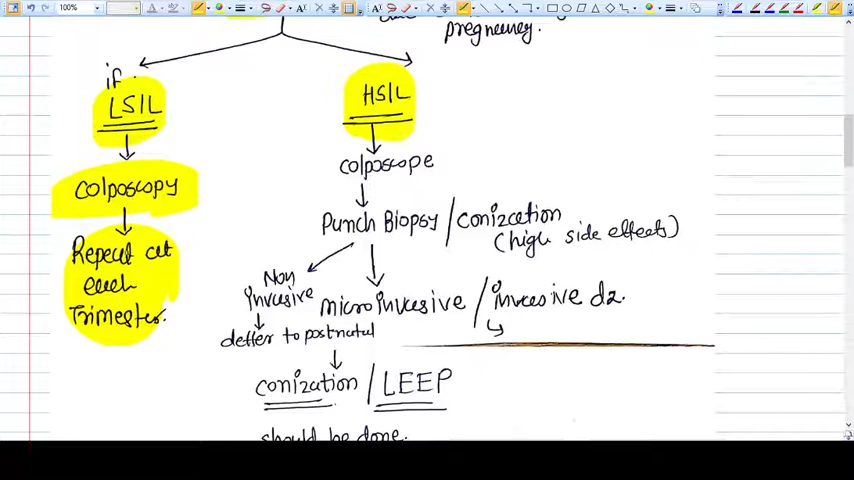 100%
pregnancy.
if
LSIL
HSIL
colposcope
colposcopy
Punch Biopsy / conization
(high side effects)
Repeat at
each
Trimester.
Non
invasive
microinvasive / invasive dz.
deffer to postnatal
conization / LEEP
should be done.